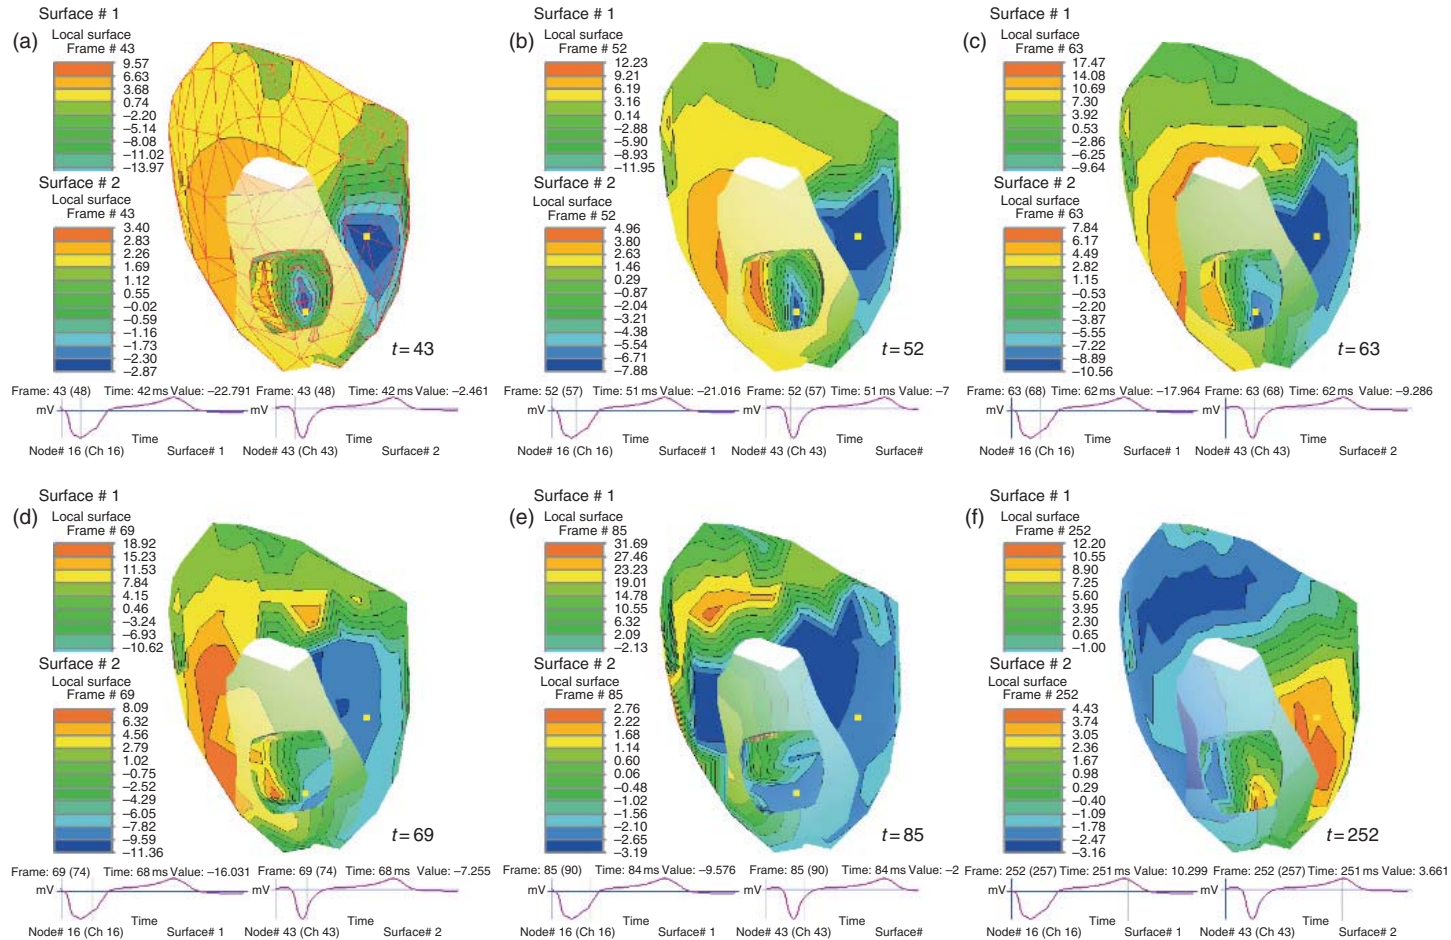 Surface # 1
(a)
Local surface
Frame # 43
9.57
6.63
3.68
0.74
−2.20
−5.14
−8.08
−11.02
−13.97
Surface # 2
Local surface
Frame # 43
3.40
2.83
2.26
1.69
1.12
0.55
−0.02
−0.59
−1.16
−1.73
−2.30
−2.87
t = 43
Frame: 43 (48) Time: 42 ms Value: −22.791 Frame: 43 (48) Time: 42 ms Value: −2.461
mV
mV
Time
Time
Node# 16 (Ch 16) Surface# 1 Node# 43 (Ch 43) Surface# 2
Surface # 1
(b)
Local surface
Frame # 52
12.23
9.21
6.19
3.16
0.14
−2.88
−5.90
−8.93
−11.95
Surface # 2
Local surface
Frame # 52
4.96
3.80
2.63
1.46
0.29
−0.87
−2.04
−3.21
−4.38
−5.54
−6.71
−7.88
t = 52
Frame: 52 (57) Time: 51 ms Value: −21.016 Frame: 52 (57) Time: 51 ms Value: −7
mV
mV
Time
Time
Node# 16 (Ch 16) Surface# 1 Node# 43 (Ch 43) Surface#
Surface # 1
(c)
Local surface
Frame # 63
17.47
14.08
10.69
7.30
3.92
0.53
−2.86
−6.25
−9.64
Surface # 2
Local surface
Frame # 63
7.84
6.17
4.49
2.82
1.15
−0.53
−2.20
−3.87
−5.55
−7.22
−8.89
−10.56
t = 63
Frame: 63 (68) Time: 62 ms Value: −17.964 Frame: 63 (68) Time: 62 ms Value: −9.286
mV
mV
Time
Time
Node# 16 (Ch 16) Surface# 1 Node# 43 (Ch 43) Surface# 2
Surface # 1
(d)
Local surface
Frame # 69
18.92
15.23
11.53
7.84
4.15
0.46
−3.24
−6.93
−10.62
Surface # 2
Local surface
Frame # 69
8.09
6.32
4.56
2.79
1.02
−0.75
−2.52
−4.29
−6.05
−7.82
−9.59
−11.36
t = 69
Frame: 69 (74) Time: 68 ms Value: −16.031 Frame: 69 (74) Time: 68 ms Value: −7.255
mV
mV
Time
Time
Node# 16 (Ch 16) Surface# 1 Node# 43 (Ch 43) Surface# 2
Surface # 1
(e)
Local surface
Frame # 85
31.69
27.46
23.23
19.01
14.78
10.55
6.32
2.09
−2.13
Surface # 2
Local surface
Frame # 85
2.76
2.22
1.68
1.14
0.60
0.06
−0.48
−1.02
−1.56
−2.10
−2.65
−3.19
t = 85
Frame: 85 (90) Time: 84 ms Value: −9.576 Frame: 85 (90) Time: 84 ms Value: −2
mV
mV
Time
Time
Node# 16 (Ch 16) Surface# 1 Node# 43 (Ch 43) Surface#
Surface # 1
(f)
Local surface
Frame # 252
12.20
10.55
8.90
7.25
5.60
3.95
2.30
0.65
−1.00
Surface # 2
Local surface
Frame # 252
4.43
3.74
3.05
2.36
1.67
0.98
0.29
−0.40
−1.09
−1.78
−2.47
−3.16
t = 252
Frame: 252 (257) Time: 251 ms Value: 10.299 Frame: 252 (257) Time: 251 ms Value: 3.661
mV
mV
Time
Time
Node# 16 (Ch 16) Surface# 1 Node# 43 (Ch 43) Surface# 2